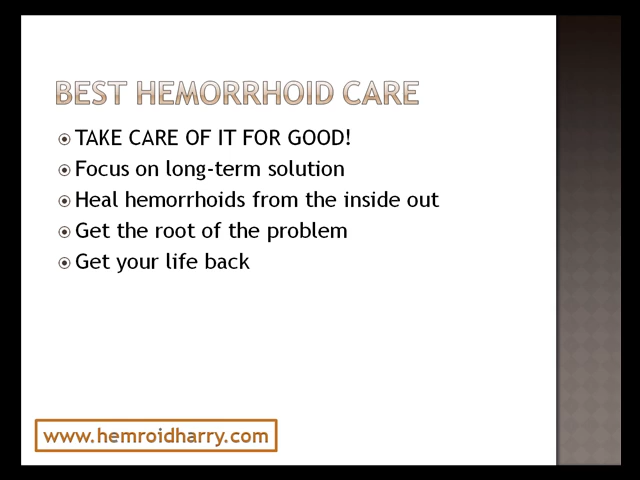 BEST HEMORRHOID CARE
TAKE CARE OF IT FOR GOOD!
Focus on long-term solution
Heal hemorrhoids from the inside out
Get the root of the problem
Get your life back
www.hemroidharry.com